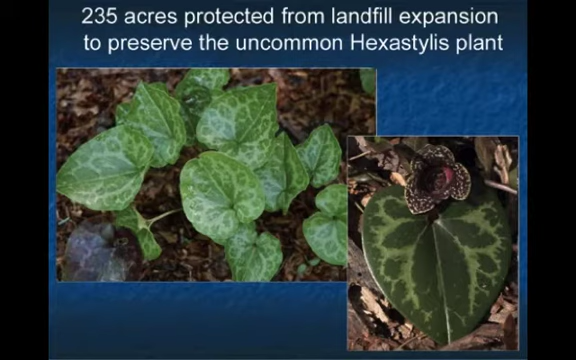 235 acres protected from landfill expansion
to preserve the uncommon Hexastylis plant